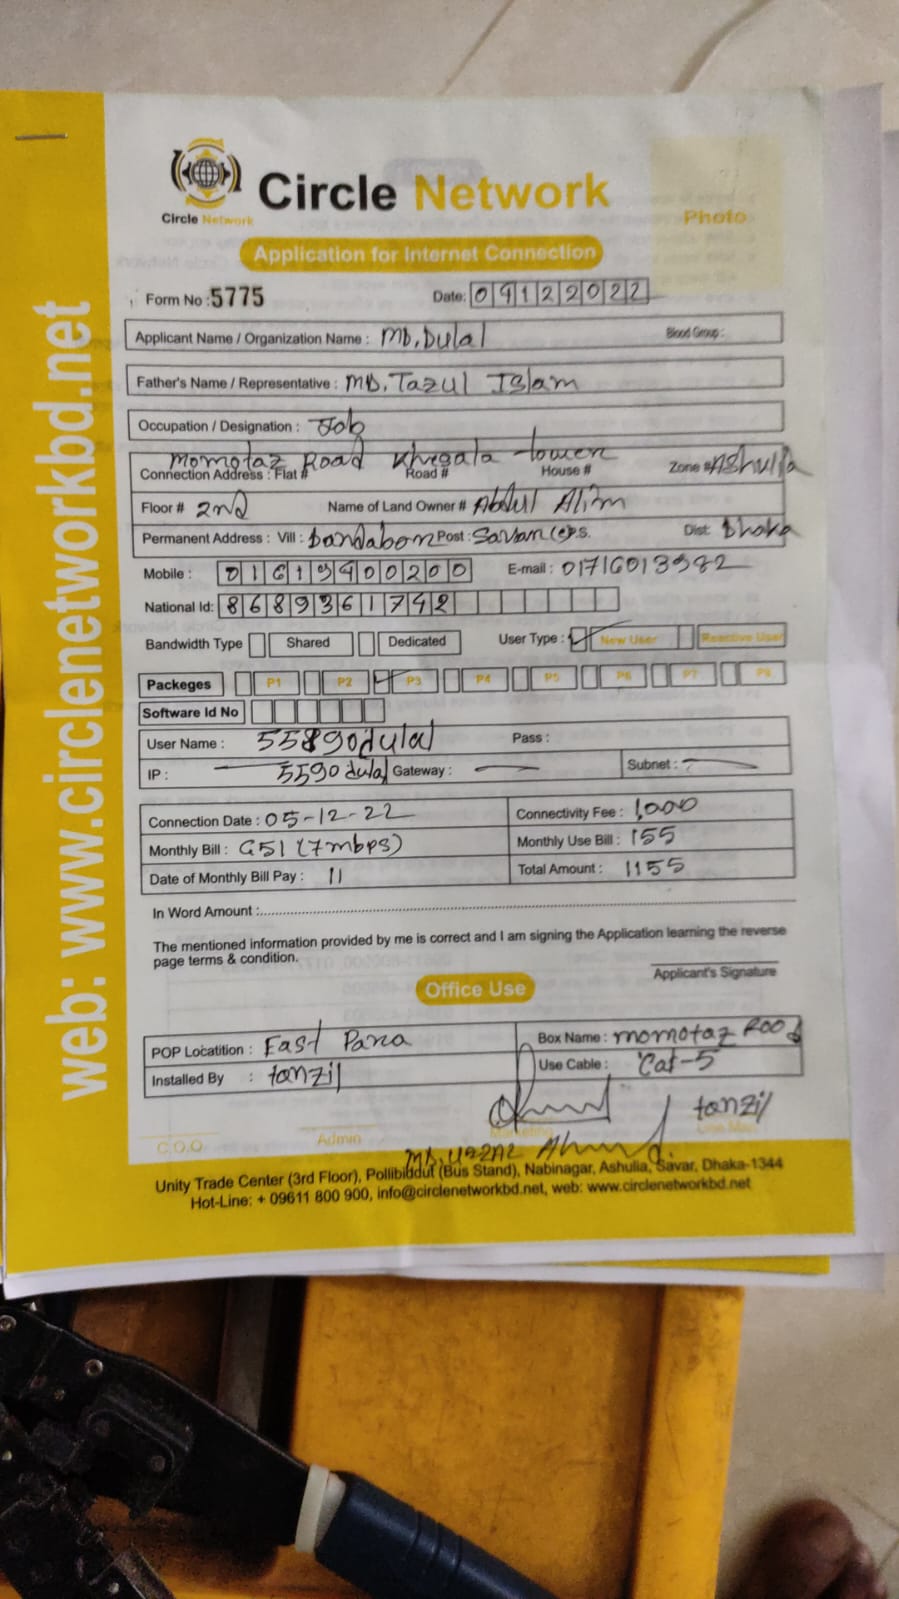 web: www.circlenetworkbd.net
Circle Network
Circle Network
Photo
Application for Internet Connection
Form No : 5775 Date: 09122022
Applicant Name / Organization Name : MD. Dulal Blood Group :
Father's Name / Representative : MD. Tazul Islam
Occupation / Designation : Job
Momotaz Road Khegala tower
Connection Address : Flat # Road # House # Zone # Ashulia
Floor # 2nd Name of Land Owner # Abdul Alim
Permanent Address : Vill : Post : P.S. Dist: Dhaka
Mobile : 01619400200 E-mail : 01716013982
National Id: 8689361742
Bandwidth Type Shared Dedicated User Type : New User Reactive User
Packeges P1 P2 P3 P4 P5 P6 P7 P8
Software Id No
User Name : 55890dulal Pass :
IP : 5590dulal Gateway : Subnet :
Connection Date : 05-12-22 Connectivity Fee : 1,000
Monthly Bill : G51 (7mbps) Monthly Use Bill : 155
Date of Monthly Bill Pay : 11 Total Amount : 1155
In Word Amount :
The mentioned information provided by me is correct and I am signing the Application learning the reverse
page terms & condition.
Applicant's Signature
Office Use
POP Locatition : East Para Box Name : momotaz Rood
Installed By : tanzil Use Cable : Cat-5
tanzil
C.O.O. Admin Marketing
Unity Trade Center (3rd Floor), Pollibiddut (Bus Stand), Nabinagar, Ashulia, Savar, Dhaka-1344
Hot-Line: + 09611 800 900, info@circlenetworkbd.net, web: www.circlenetworkbd.net